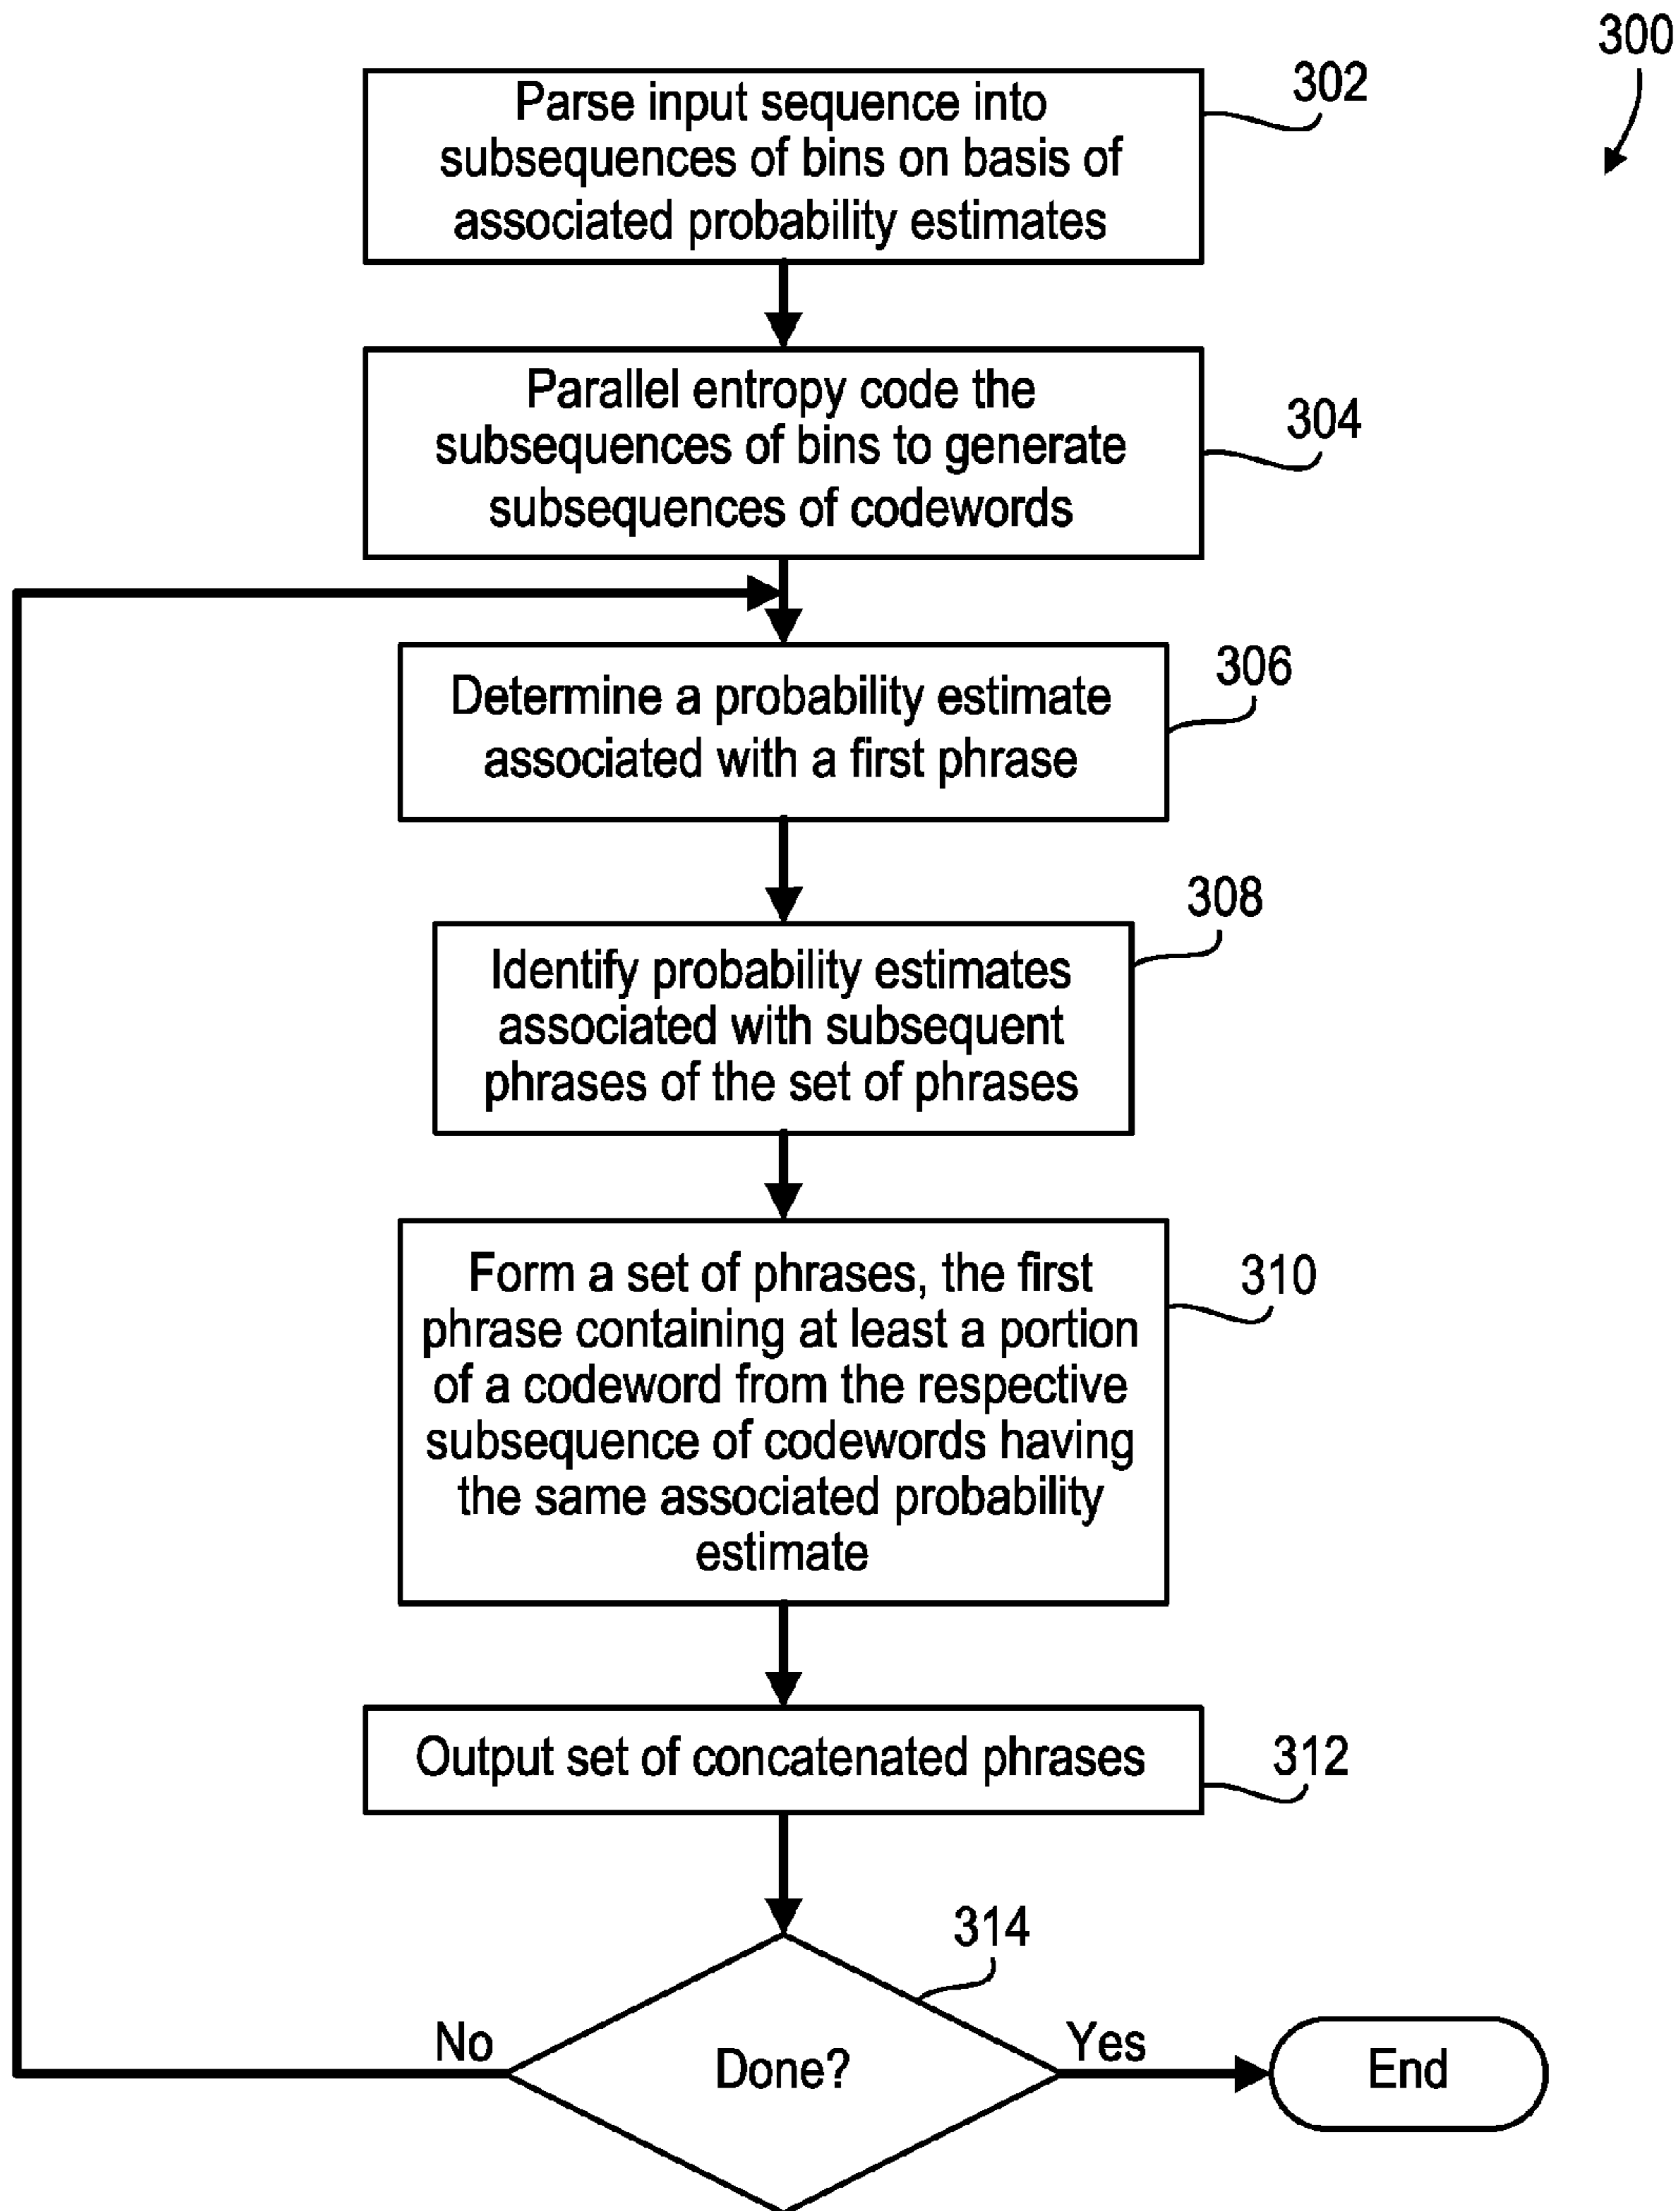 300
Parse input sequence into
subsequences of bins on basis of
associated probability estimates
302
Parallel entropy code the
subsequences of bins to generate
subsequences of codewords
304
Determine a probability estimate
associated with a first phrase
306
Identify probability estimates
associated with subsequent
phrases of the set of phrases
308
Form a set of phrases, the first
phrase containing at least a portion
of a codeword from the respective
subsequence of codewords having
the same associated probability
estimate
310
Output set of concatenated phrases
312
314
No
Done?
Yes
End